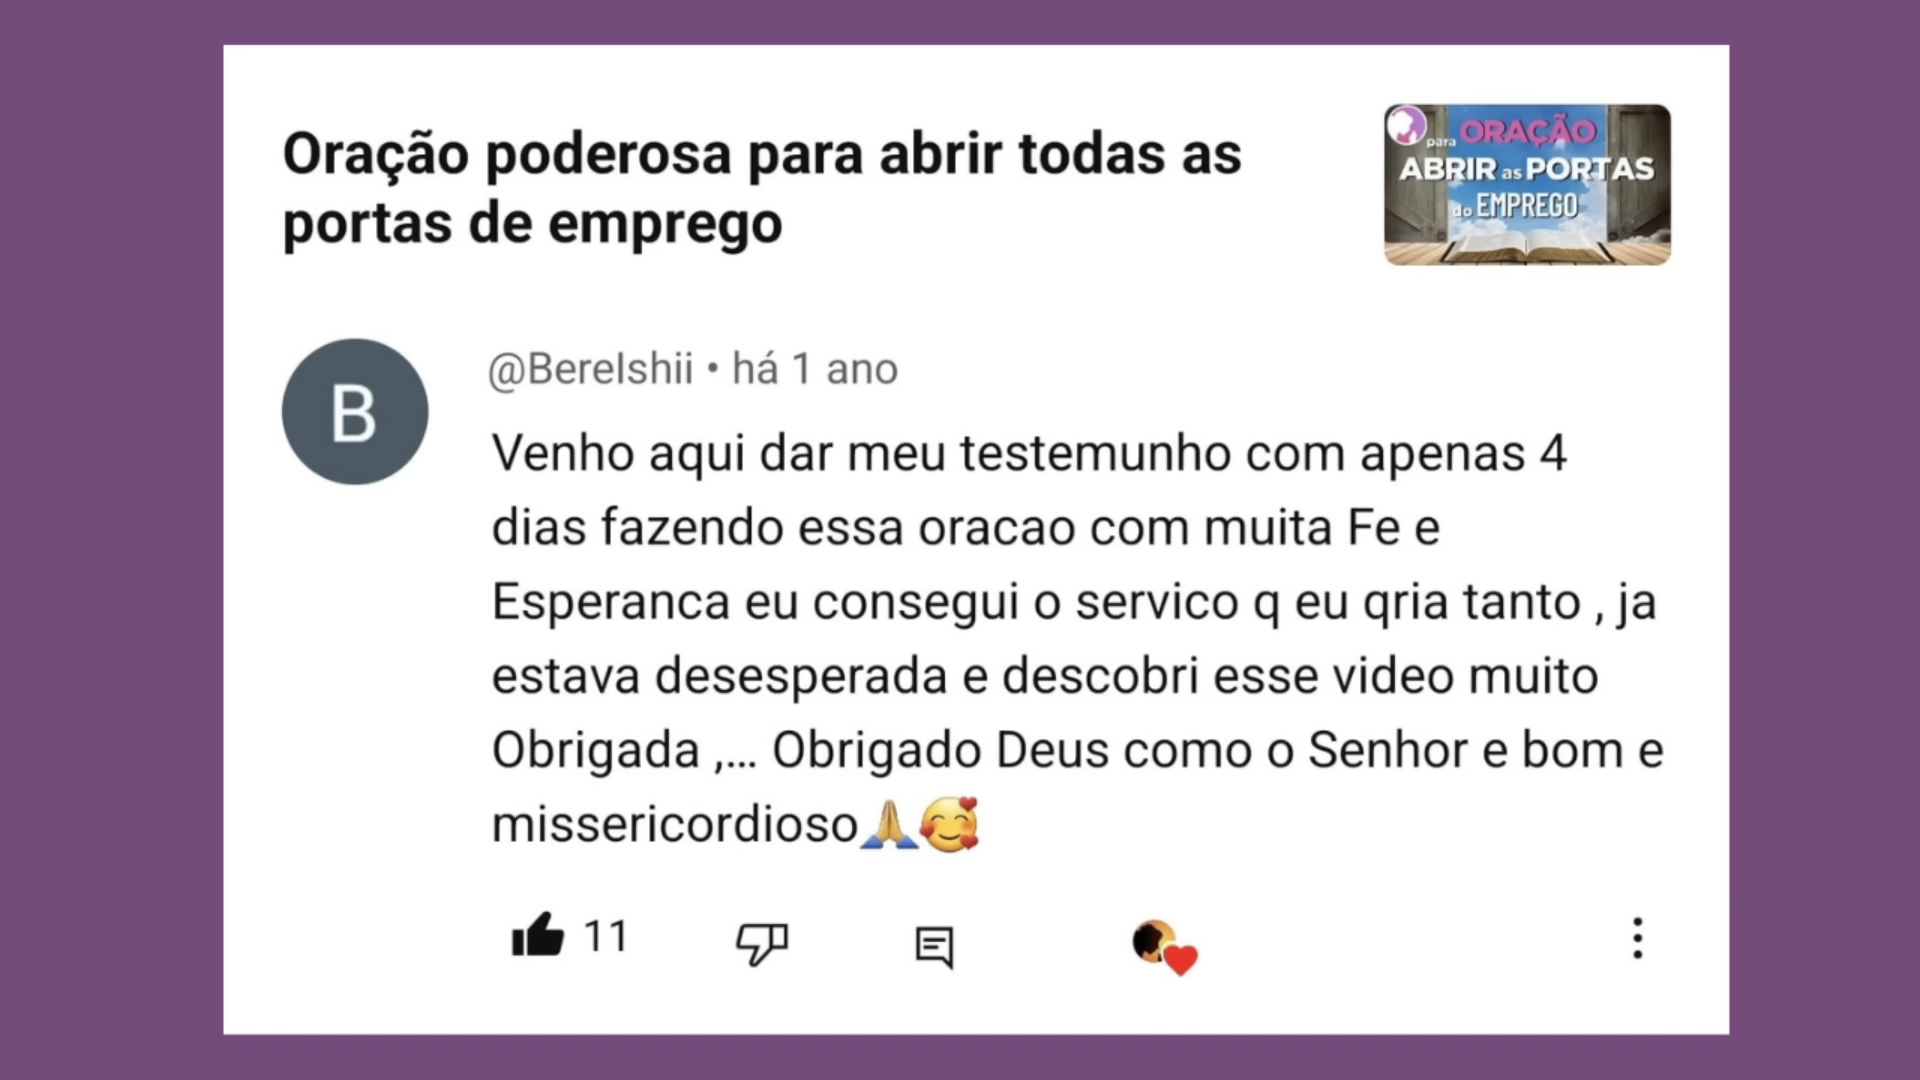 Oração poderosa para abrir todas as
portas de emprego
para ORAÇÃO
ABRIR as PORTAS
do EMPREGO
B
@BereIshii • há 1 ano
Venho aqui dar meu testemunho com apenas 4
dias fazendo essa oracao com muita Fe e
Esperanca eu consegui o servico q eu qria tanto , ja
estava desesperada e descobri esse video muito
Obrigada ,... Obrigado Deus como o Senhor e bom e
missericordioso🙏🥰
11